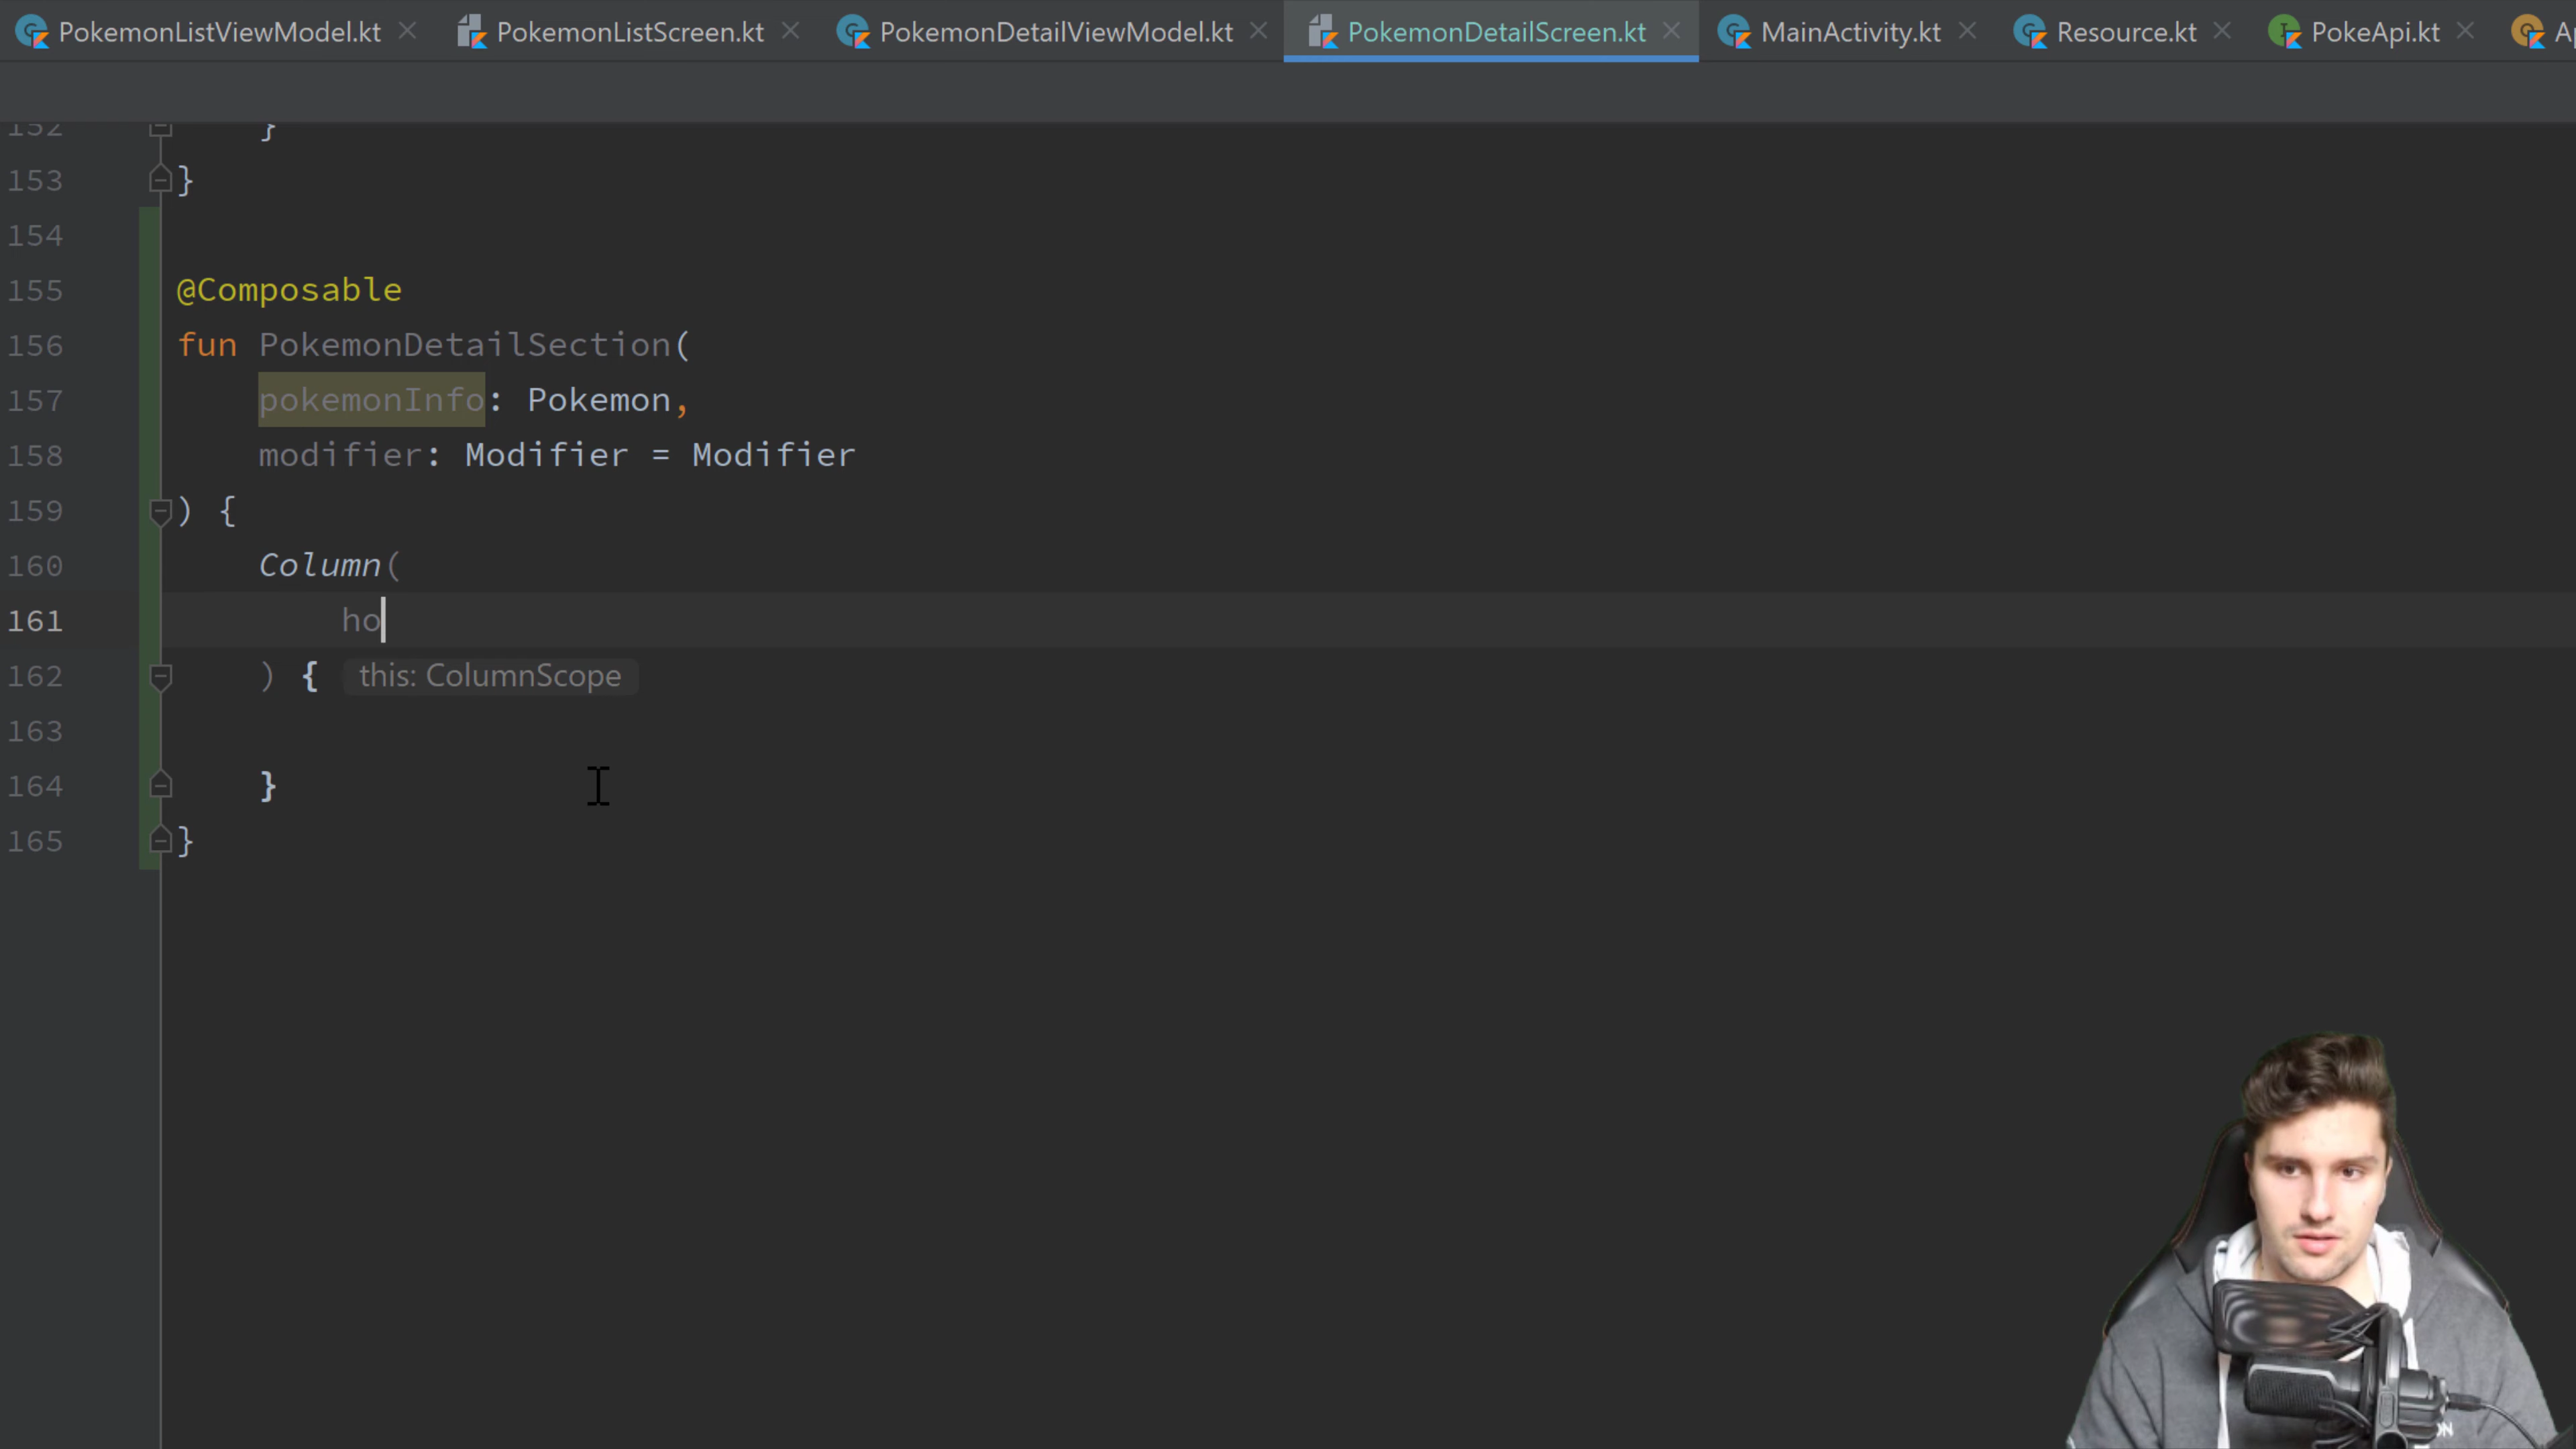 PokemonListViewModel.kt PokemonListScreen.kt PokemonDetailViewModel.kt PokemonDetailScreen.kt MainActivity.kt Resource.kt PokeApi.kt
152 }
153 }
154
155 @Composable
156 fun PokemonDetailSection(
157 pokemonInfo: Pokemon,
158 modifier: Modifier = Modifier
159 ) {
160 Column(
161 ho
162 ) { this: ColumnScope
163
164 }
165 }